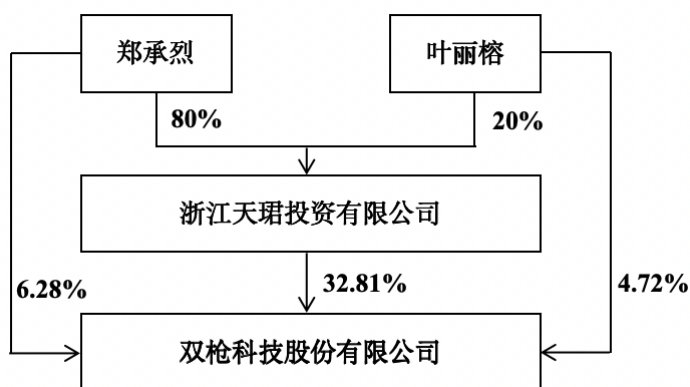 郑承烈
叶丽榕
80%
20%
浙江天珺投资有限公司
6.28%
32.81%
4.72%
双枪科技股份有限公司